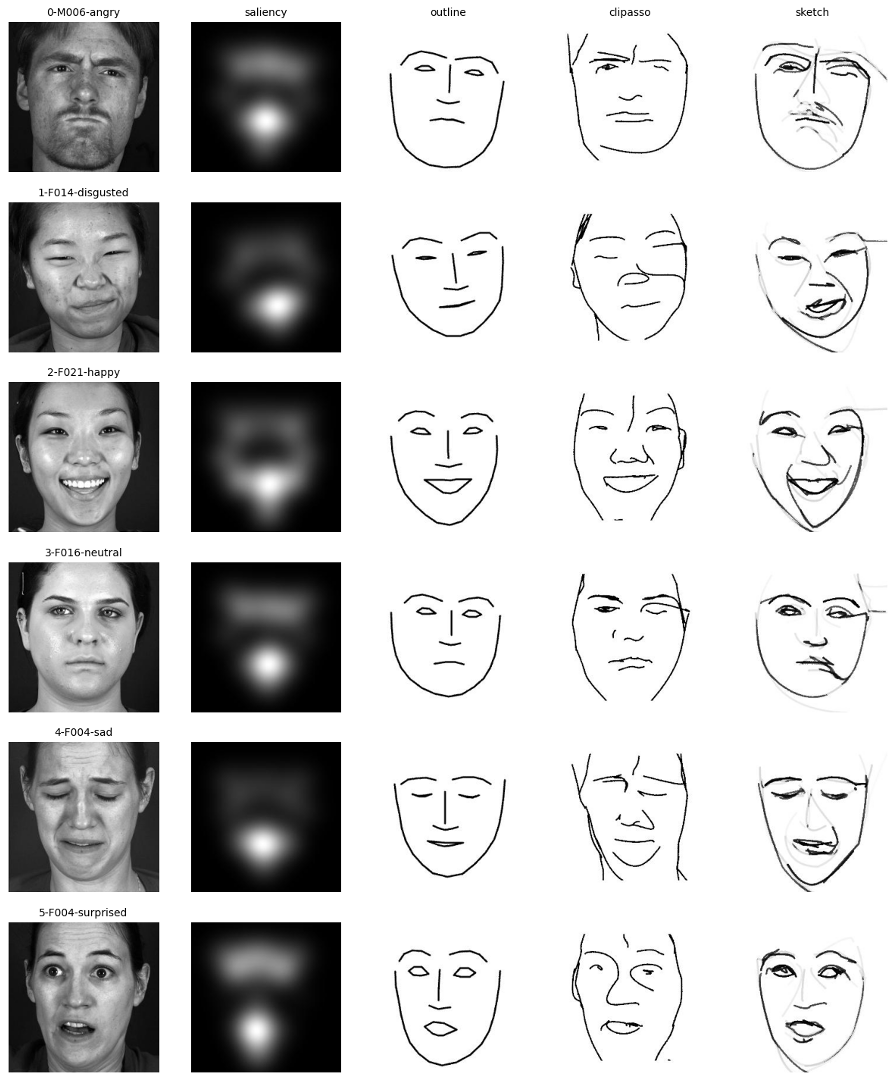 0-M006-angry saliency outline clipasso sketch
1-F014-disgusted
2-F021-happy
3-F016-neutral
4-F004-sad
5-F004-surprised